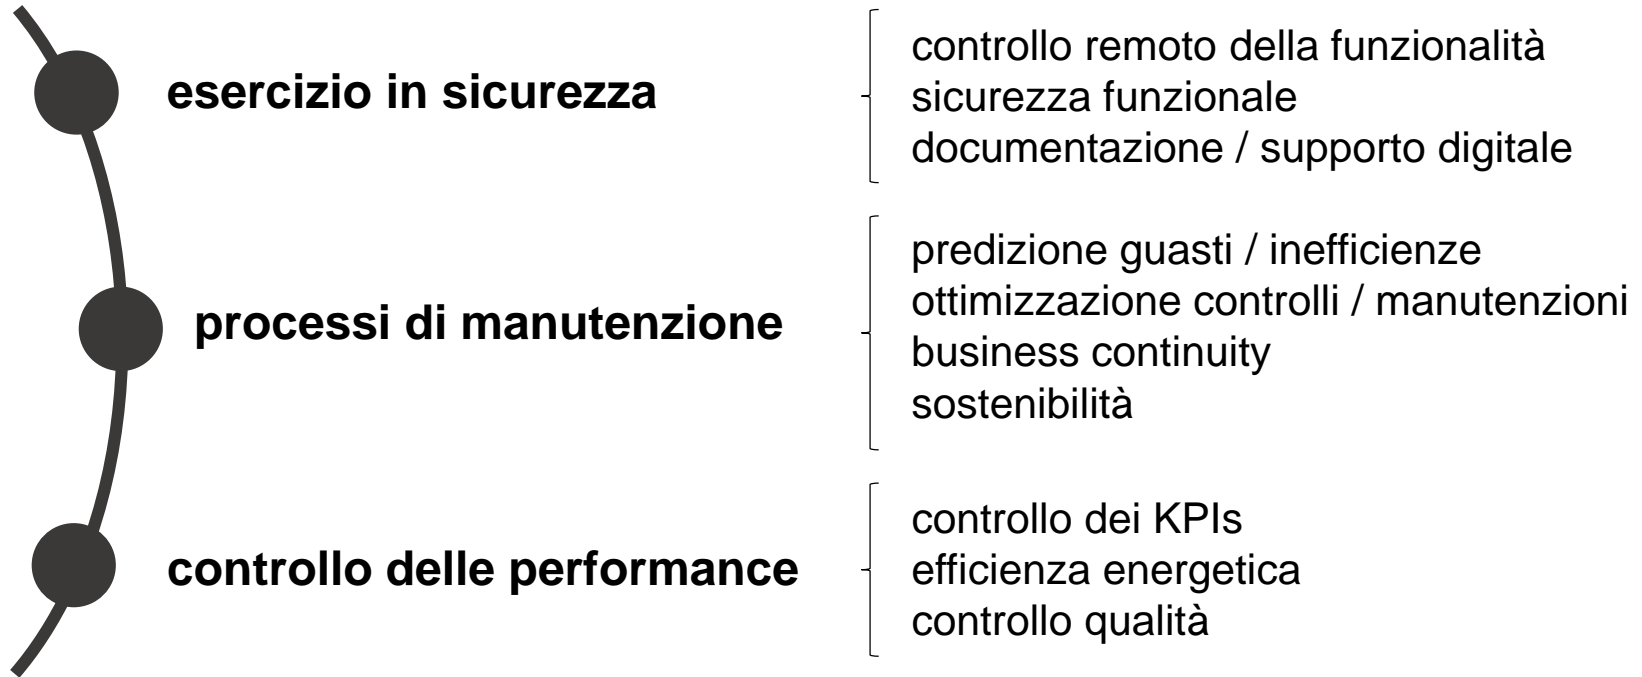 esercizio in sicurezza
controllo remoto della funzionalità
sicurezza funzionale
documentazione / supporto digitale
processi di manutenzione
predizione guasti / inefficienze
ottimizzazione controlli / manutenzioni
business continuity
sostenibilità
controllo delle performance
controllo dei KPIs
efficienza energetica
controllo qualità